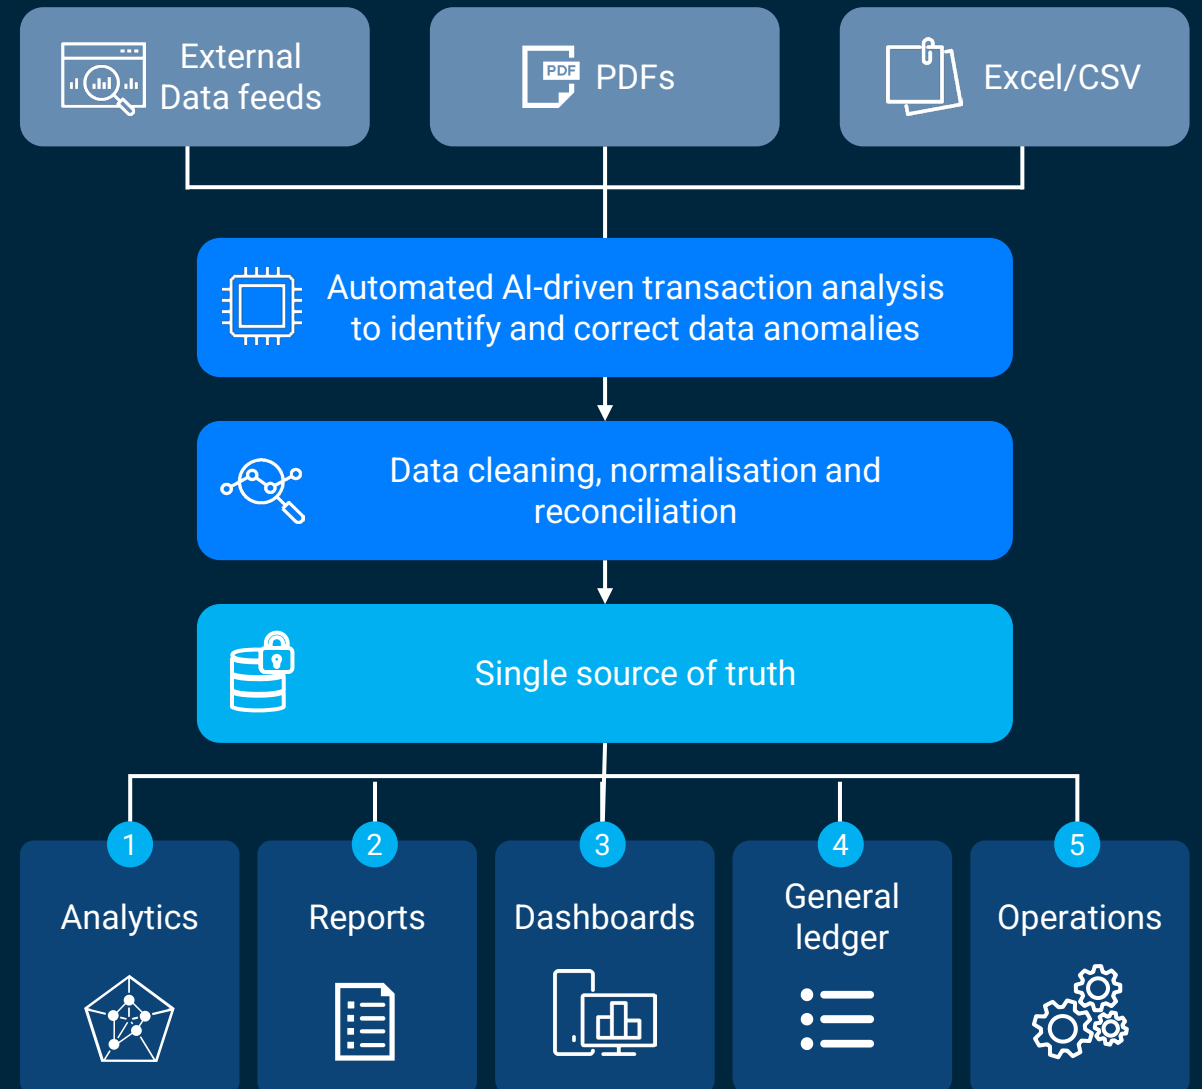 External
Data feeds
PDF
PDFs
Excel/CSV
Automated AI-driven transaction analysis
to identify and correct data anomalies
Data cleaning, normalisation and
reconciliation
Single source of truth
1
2
3
4
5
Analytics
Reports
Dashboards
General
ledger
Operations